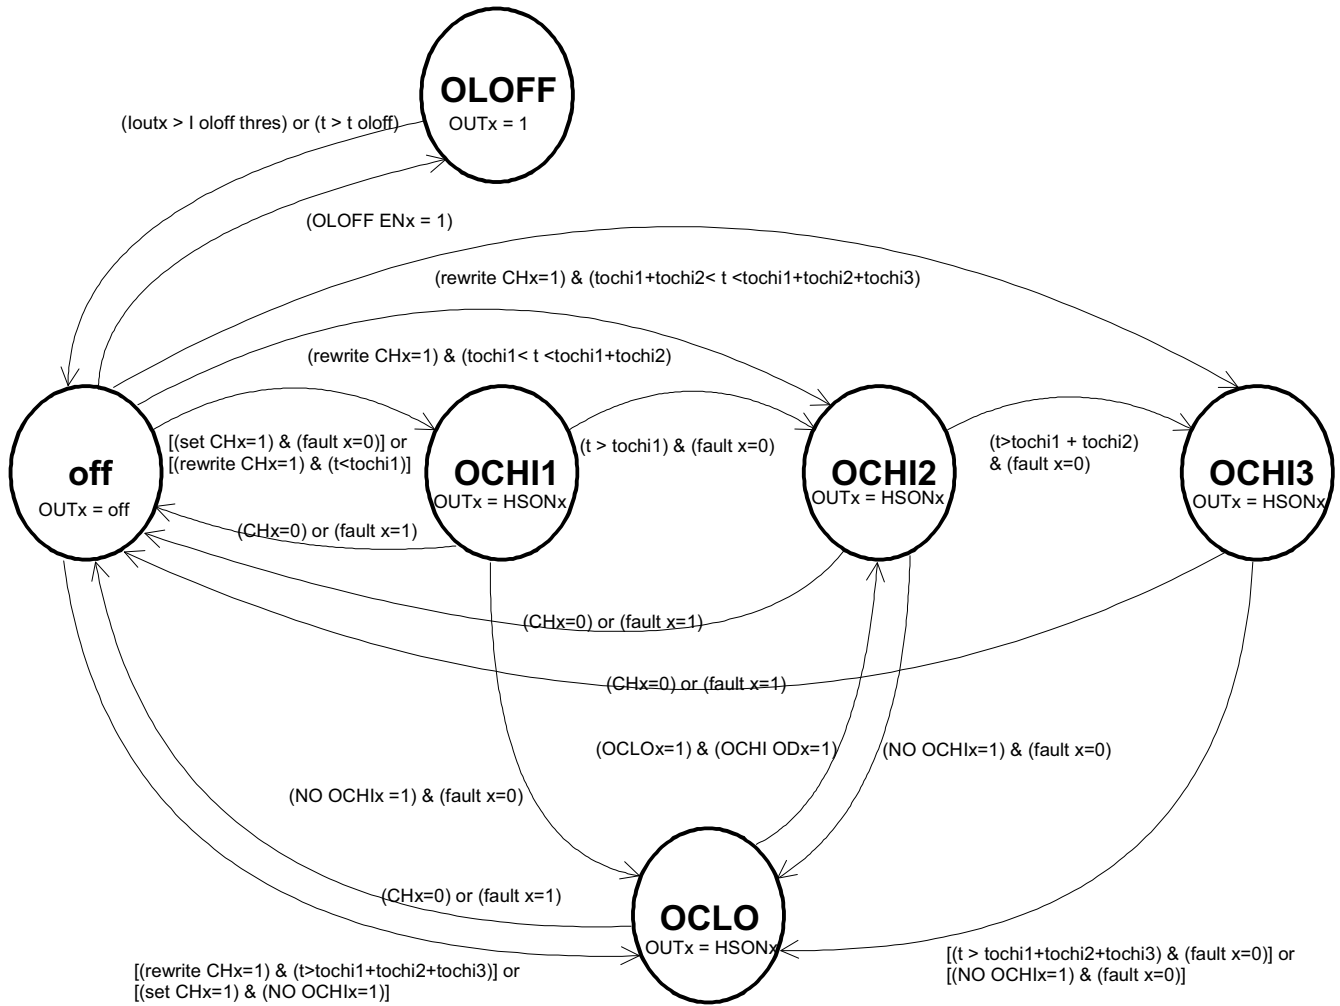 OLOFF
OUTx = 1
(Ioutx > I oloff thres) or (t > t oloff)
(OLOFF ENx = 1)
(rewrite CHx=1) & (tochi1+tochi2< t <tochi1+tochi2+tochi3)
(rewrite CHx=1) & (tochi1< t <tochi1+tochi2)
[(set CHx=1) & (fault x=0)] or
[(rewrite CHx=1) & (t<tochi1)]
(t > tochi1) & (fault x=0)
(t>tochi1 + tochi2)
& (fault x=0)
off
OUTx = off
OCHI1
OUTx = HSONx
OCHI2
OUTx = HSONx
OCHI3
OUTx = HSONx
(CHx=0) or (fault x=1)
(CHx=0) or (fault x=1)
(CHx=0) or (fault x=1)
(OCLOx=1) & (OCHI ODx=1)
(NO OCHIx=1) & (fault x=0)
(NO OCHIx =1) & (fault x=0)
(CHx=0) or (fault x=1)
OCLO
OUTx = HSONx
[(rewrite CHx=1) & (t>tochi1+tochi2+tochi3)] or
[(set CHx=1) & (NO OCHIx=1)]
[(t > tochi1+tochi2+tochi3) & (fault x=0)] or
[(NO OCHIx=1) & (fault x=0)]